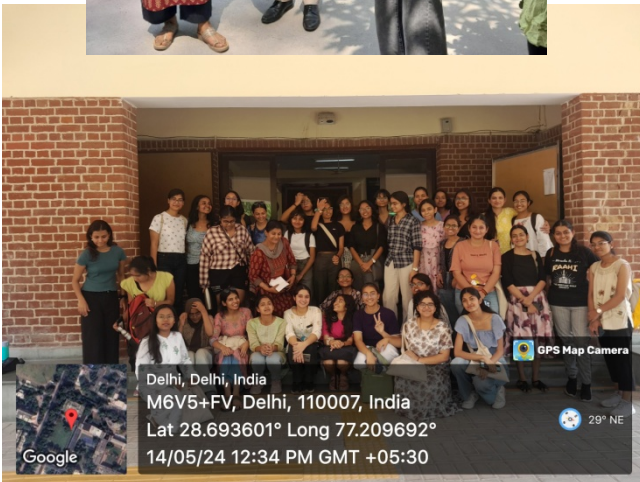 GPS Map Camera
Delhi, Delhi, India
M6V5+FV, Delhi, 110007, India
Lat 28.693601° Long 77.209692°
14/05/24 12:34 PM GMT +05:30
29° NE
Google